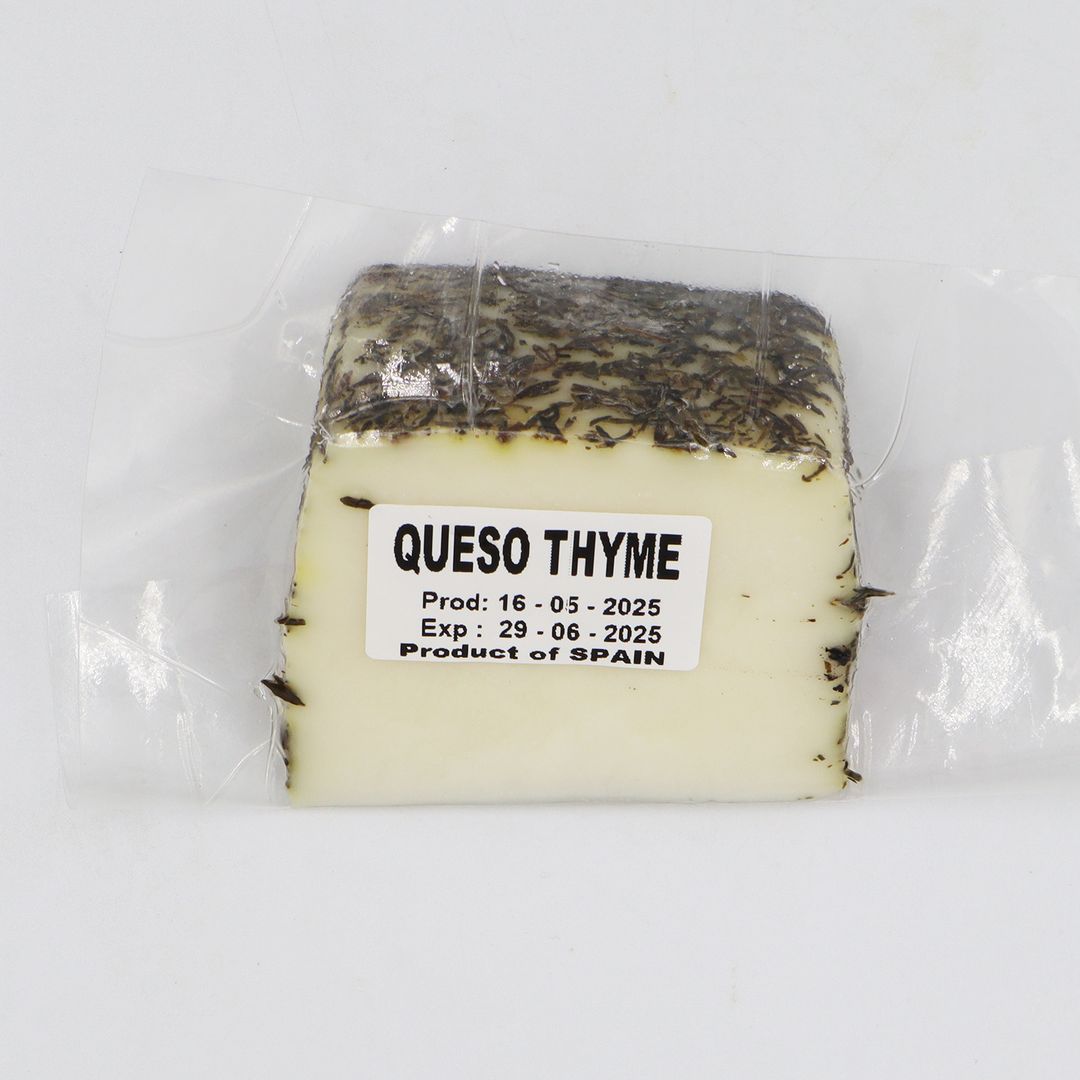 QUESO THYME
Prod: 16 - 05 - 2025
Exp : 29 - 06 - 2025
Product of SPAIN